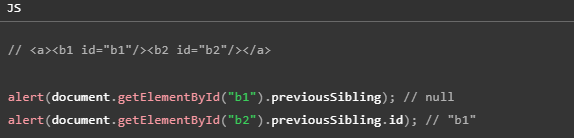 JS
// <a><b1 id="b1"/><b2 id="b2"/></a>
alert(document.getElementById("b1").previousSibling); // null
alert(document.getElementById("b2").previousSibling.id); // "b1"